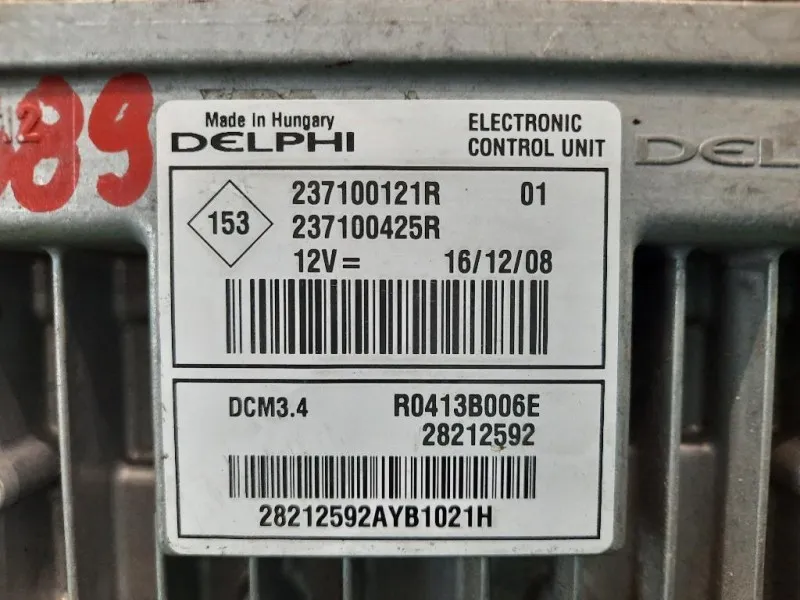 Made in Hungary
DELPHI
ELECTRONIC
CONTROL UNIT
153
237100121R 01
237100425R
12V= 16/12/08
DCM3.4 R0413B006E
28212592
28212592AYB1021H
89
DEL